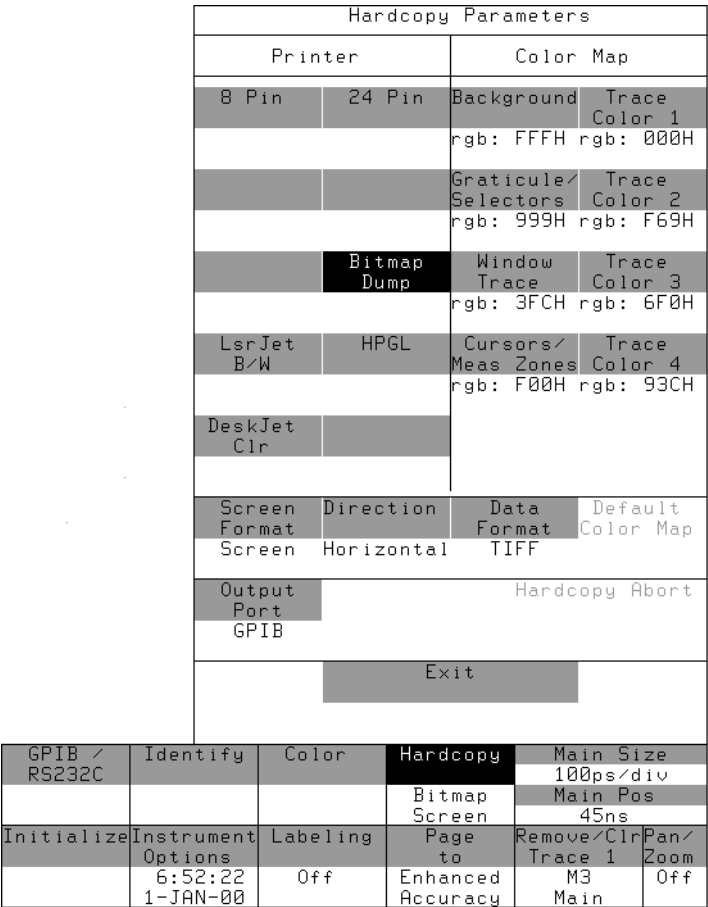 Hardcopy Parameters
Printer Color Map
8 Pin 24 Pin Background Trace
Color 1
rgb: FFFH rgb: 000H
Graticule/ Trace
Selectors Color 2
rgb: 999H rgb: F69H
Bitmap Window Trace
Dump Trace Color 3
rgb: 3FCH rgb: 6F0H
LsrJet HPGL Cursors/ Trace
B/W Meas Zones Color 4
rgb: F00H rgb: 93CH
DeskJet
Clr
Screen Direction Data Default
Format Format Color Map
Screen Horizontal TIFF
Output Hardcopy Abort
Port
GPIB
Exit
GPIB / Identify Color Hardcopy Main Size
RS232C 100ps/div
Bitmap Main Pos
Screen 45ns
Initialize Instrument Labeling Page Remove/Clr Pan/
Options to Trace 1 Zoom
6:52:22 Off Enhanced M3 Off
1-JAN-00 Accuracy Main